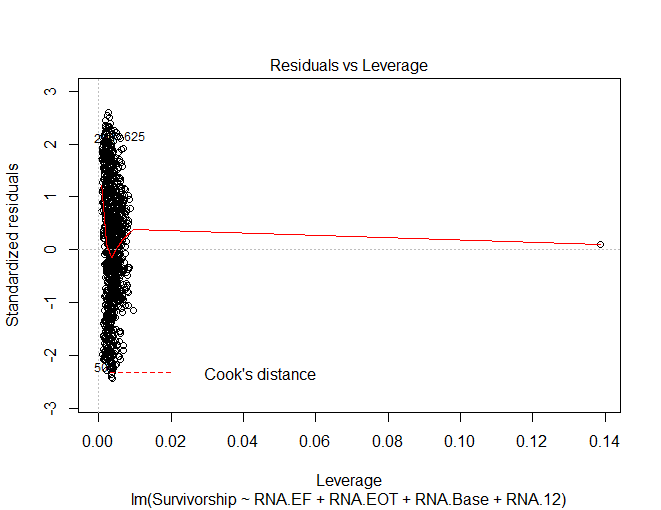 Residuals vs Leverage
Standardized residuals
3
2
1
0
-1
-2
-3
625
Cook's distance
0.00 0.02 0.04 0.06 0.08 0.10 0.12 0.14
Leverage
lm(Survivorship ~ RNA.EF + RNA.EOT + RNA.Base + RNA.12)